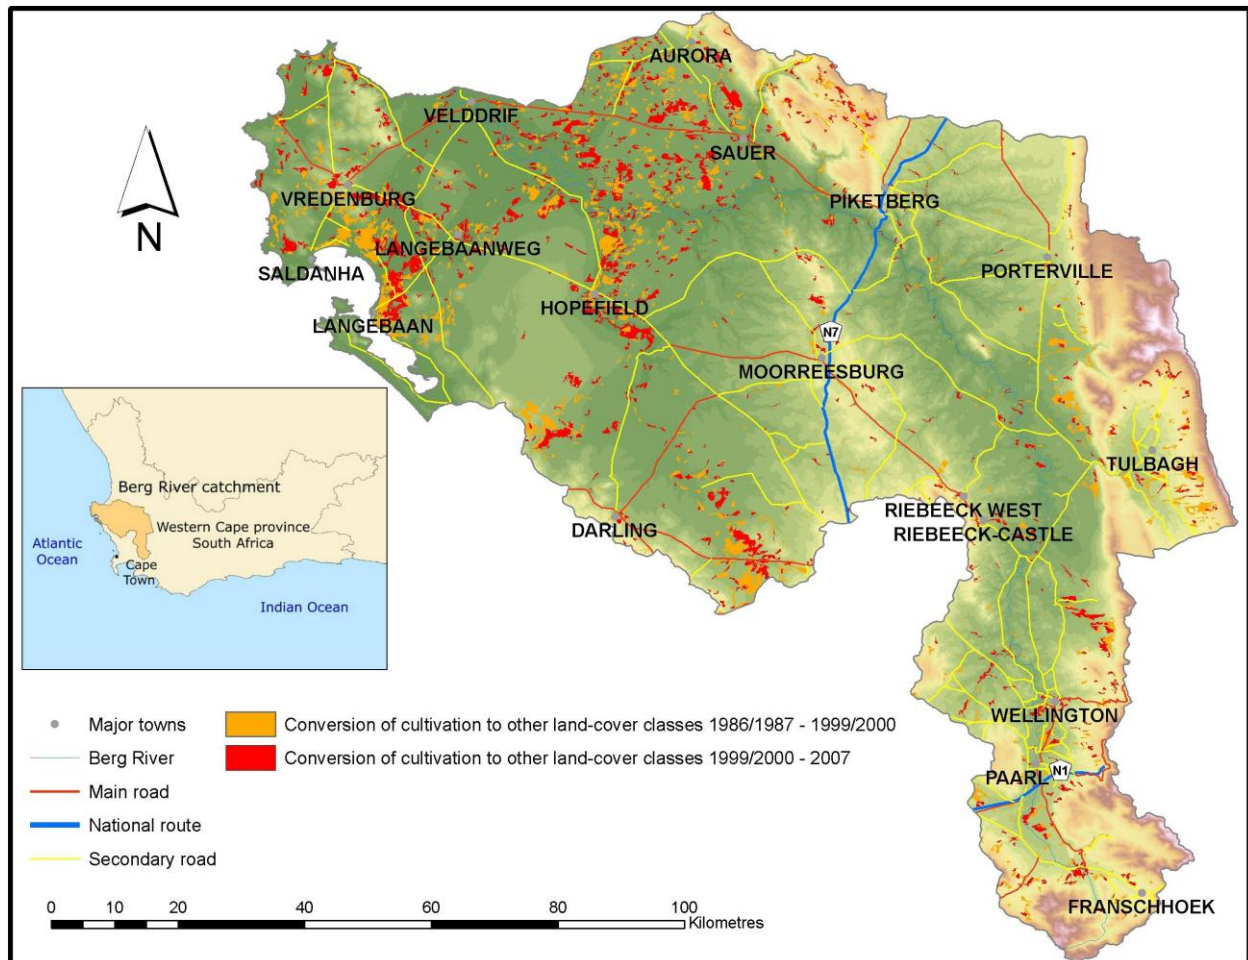 AURORA
VELDDRIF
SAUER
VREDENBURG
PIKETBERG
N
LANGEBAANWEG
SALDANHA
PORTERVILLE
HOPEFIELD
LANGEBAAN
N7
MOORREESBURG
TULBAGH
Berg River catchment
RIEBEECK WEST
DARLING
RIEBEECK-CASTLE
Western Cape province
South Africa
Atlantic
Ocean
Cape
Town
Indian Ocean
WELLINGTON
PAARL
N1
FRANSCHHOEK
Major towns
Berg River
Main road
National route
Secondary road
Conversion of cultivation to other land-cover classes 1986/1987 - 1999/2000
Conversion of cultivation to other land-cover classes 1999/2000 - 2007
0 10 20 40 60 80 100
Kilometres